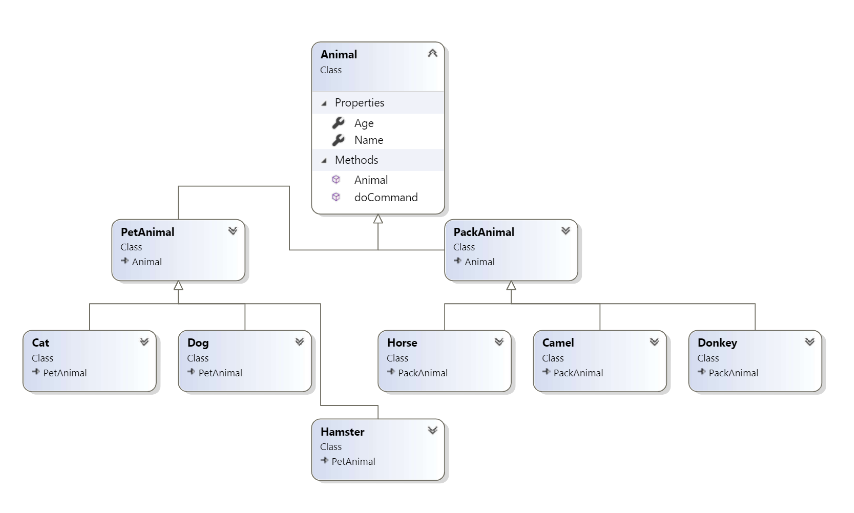 Animal
Class
Properties
Age
Name
Methods
Animal
doCommand
PetAnimal
Class
Animal
PackAnimal
Class
Animal
Cat
Class
PetAnimal
Dog
Class
PetAnimal
Horse
Class
PackAnimal
Camel
Class
PackAnimal
Donkey
Class
PackAnimal
Hamster
Class
PetAnimal